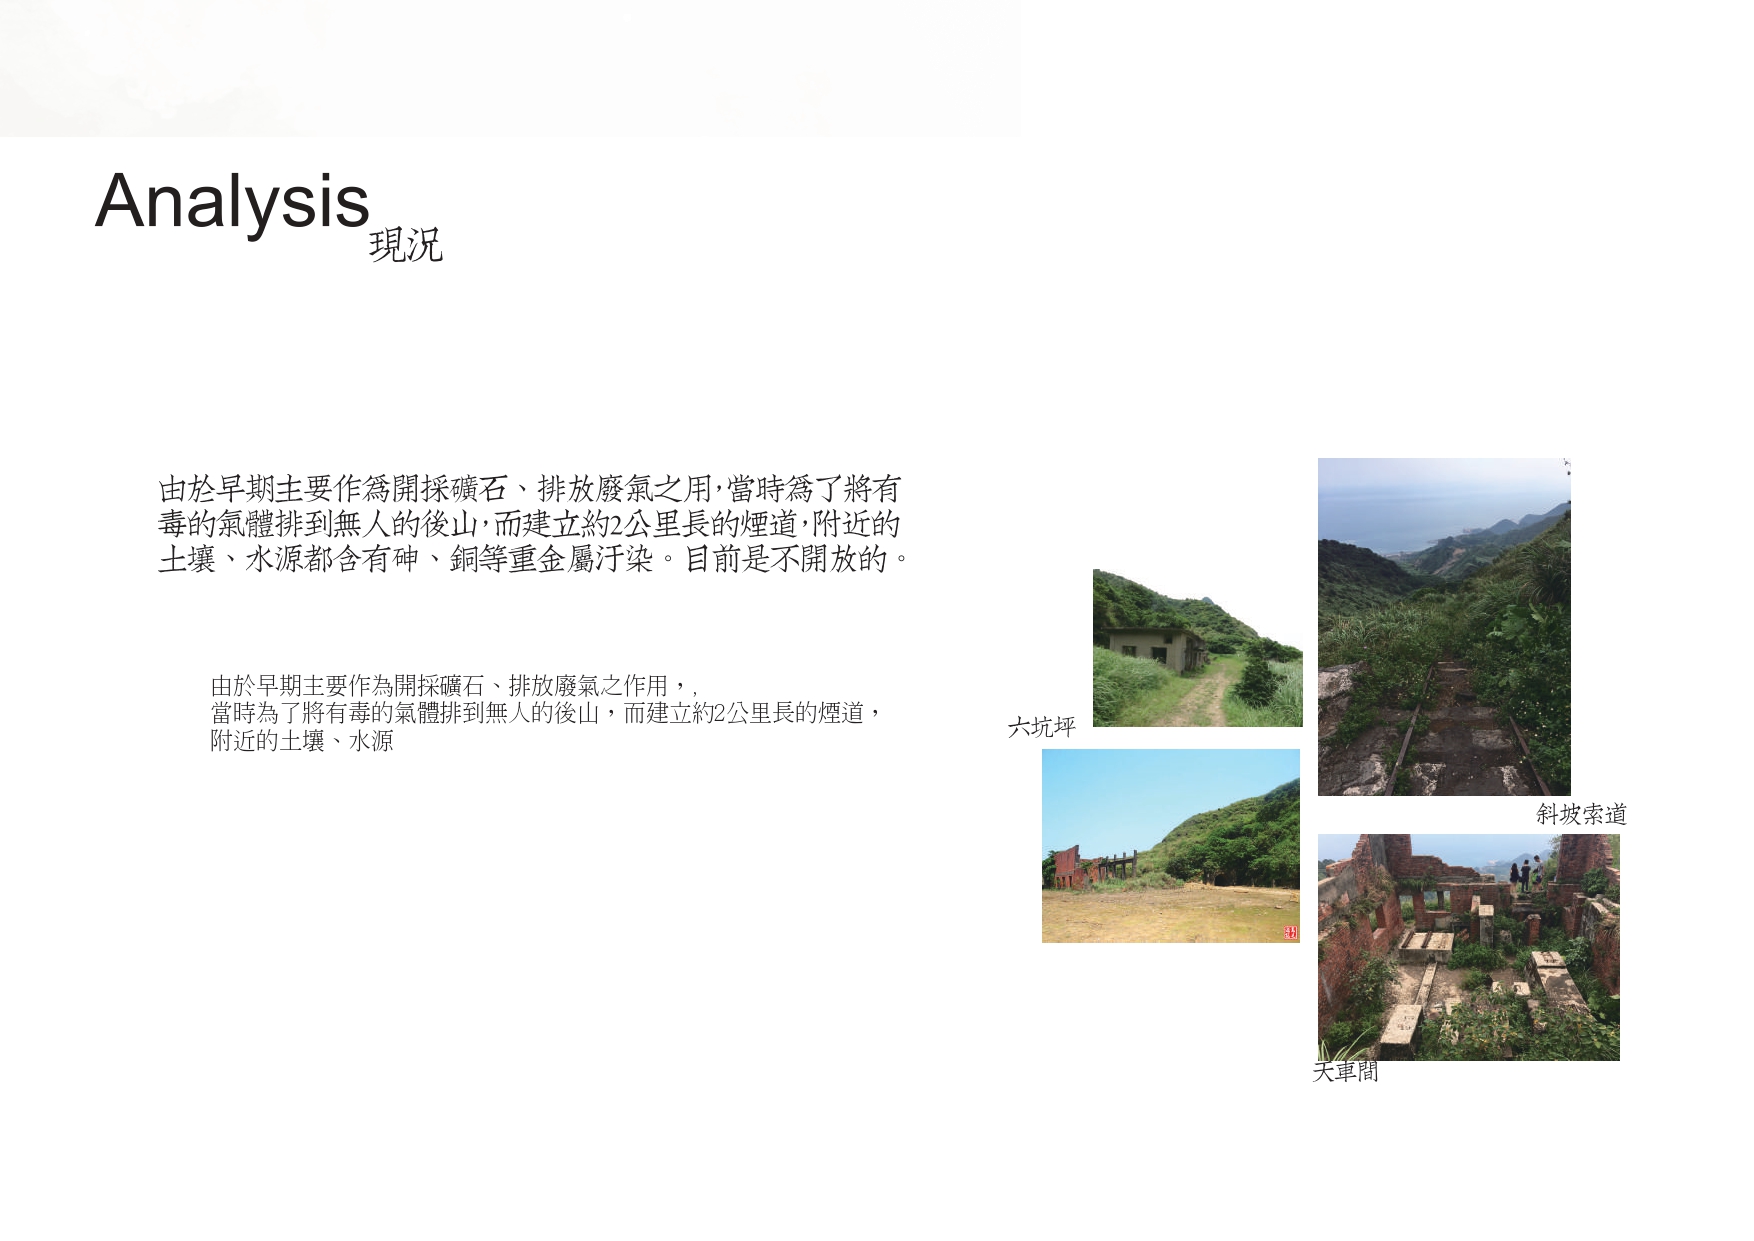 Analysis
現況
由於早期主要作為開採礦石、排放廢氣之用,當時為了將有
毒的氣體排到無人的後山,而建立約2公里長的煙道,附近的
土壤、水源都含有砷、銅等重金屬汙染。目前是不開放的。
由於早期主要作為開採礦石、排放廢氣之作用，,
當時為了將有毒的氣體排到無人的後山，而建立約2公里長的煙道，
附近的土壤、水源
六坑坪
斜坡索道
天車間